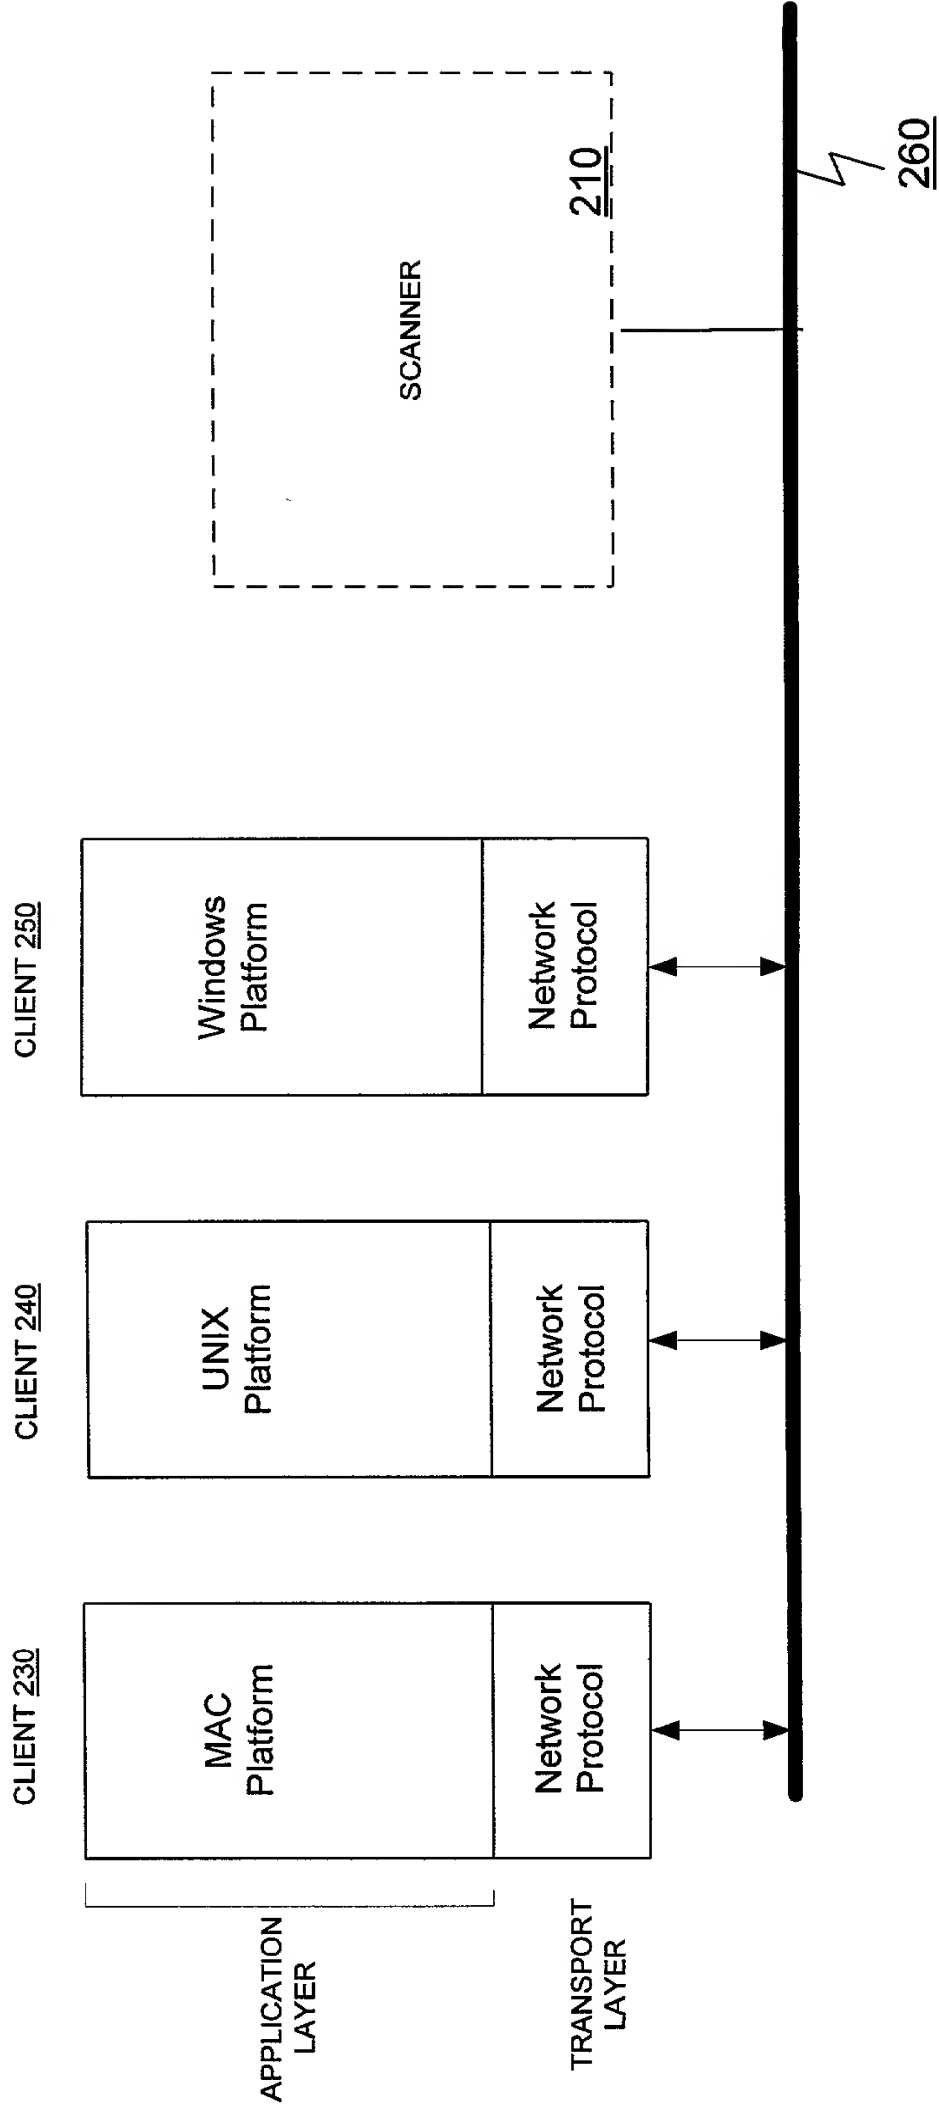 CLIENT 230
CLIENT 240
CLIENT 250
MAC
Platform
UNIX
Platform
Windows
Platform
SCANNER
210
APPLICATION
LAYER
Network
Protocol
Network
Protocol
Network
Protocol
TRANSPORT
LAYER
260